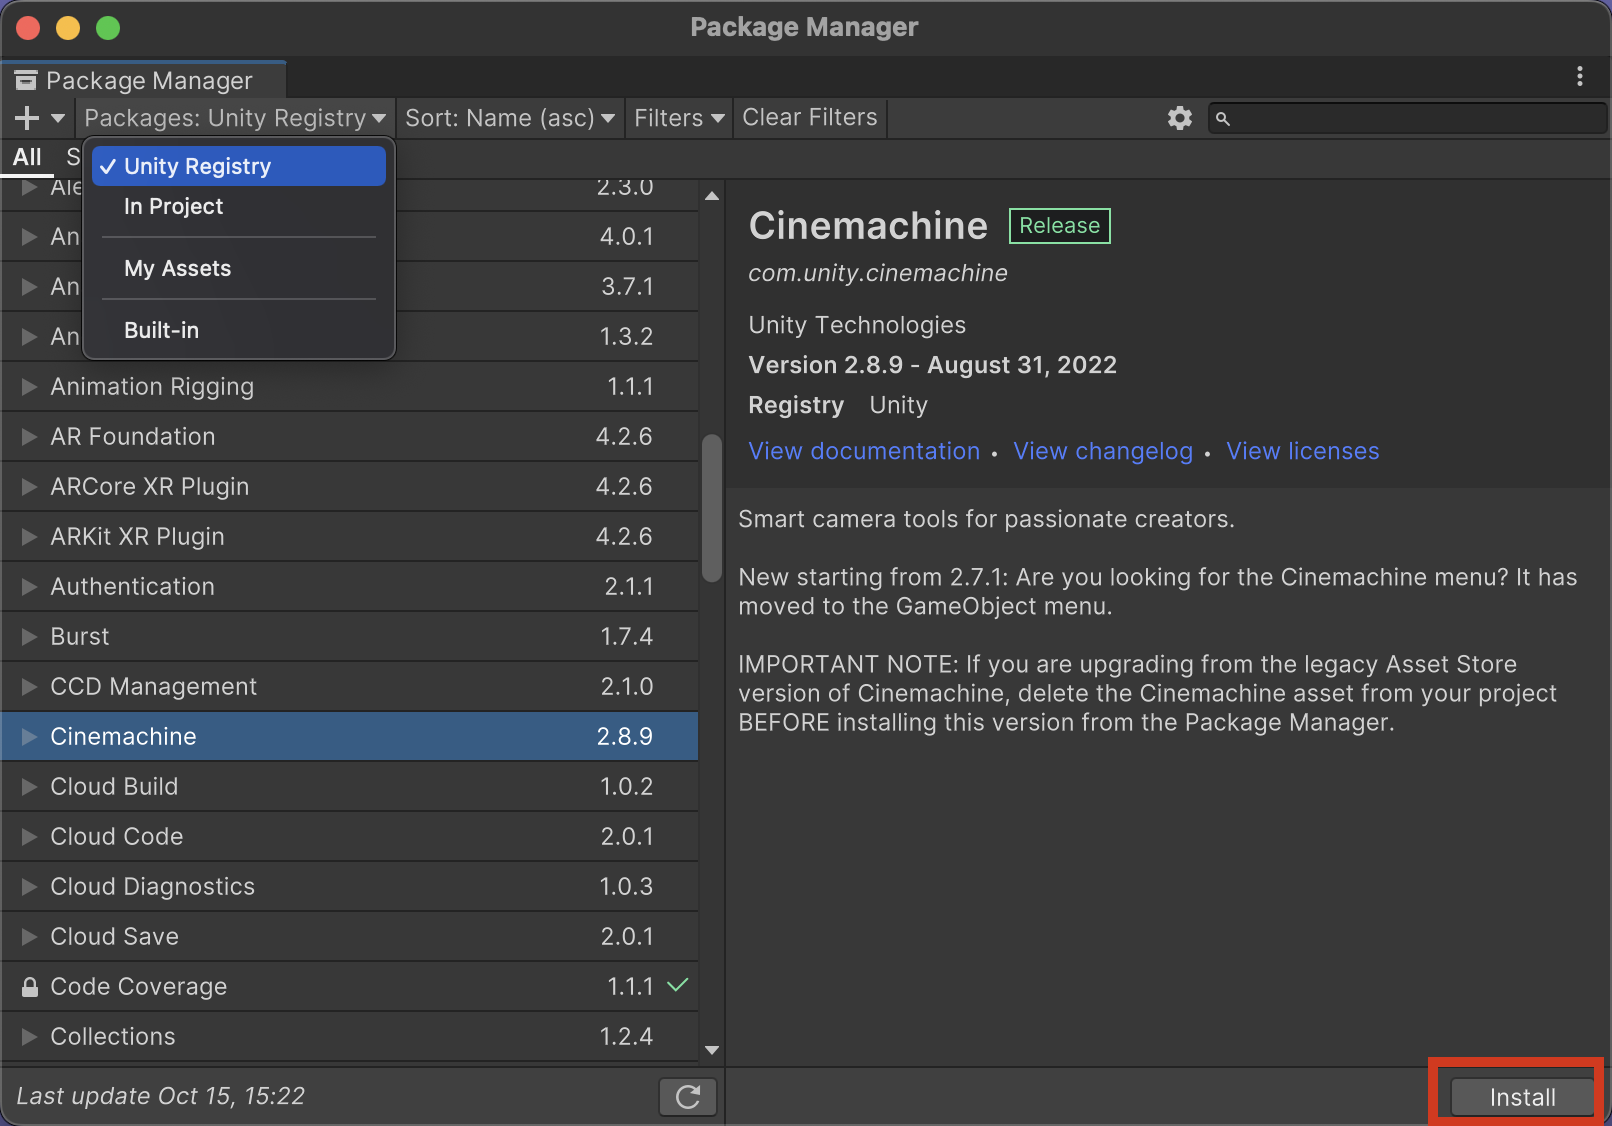 Package Manager
Package Manager
Packages: Unity Registry Sort: Name (asc) Filters Clear Filters
All S
Unity Registry
In Project
My Assets
Built-in
Ale 2.3.0
An 4.0.1
An 3.7.1
An 1.3.2
Animation Rigging 1.1.1
AR Foundation 4.2.6
ARCore XR Plugin 4.2.6
ARKit XR Plugin 4.2.6
Authentication 2.1.1
Burst 1.7.4
CCD Management 2.1.0
Cinemachine 2.8.9
Cloud Build 1.0.2
Cloud Code 2.0.1
Cloud Diagnostics 1.0.3
Cloud Save 2.0.1
Code Coverage 1.1.1
Collections 1.2.4
Last update Oct 15, 15:22
Cinemachine Release
com.unity.cinemachine
Unity Technologies
Version 2.8.9 - August 31, 2022
Registry Unity
View documentation • View changelog • View licenses
Smart camera tools for passionate creators.
New starting from 2.7.1: Are you looking for the Cinemachine menu? It has
moved to the GameObject menu.
IMPORTANT NOTE: If you are upgrading from the legacy Asset Store
version of Cinemachine, delete the Cinemachine asset from your project
BEFORE installing this version from the Package Manager.
Install